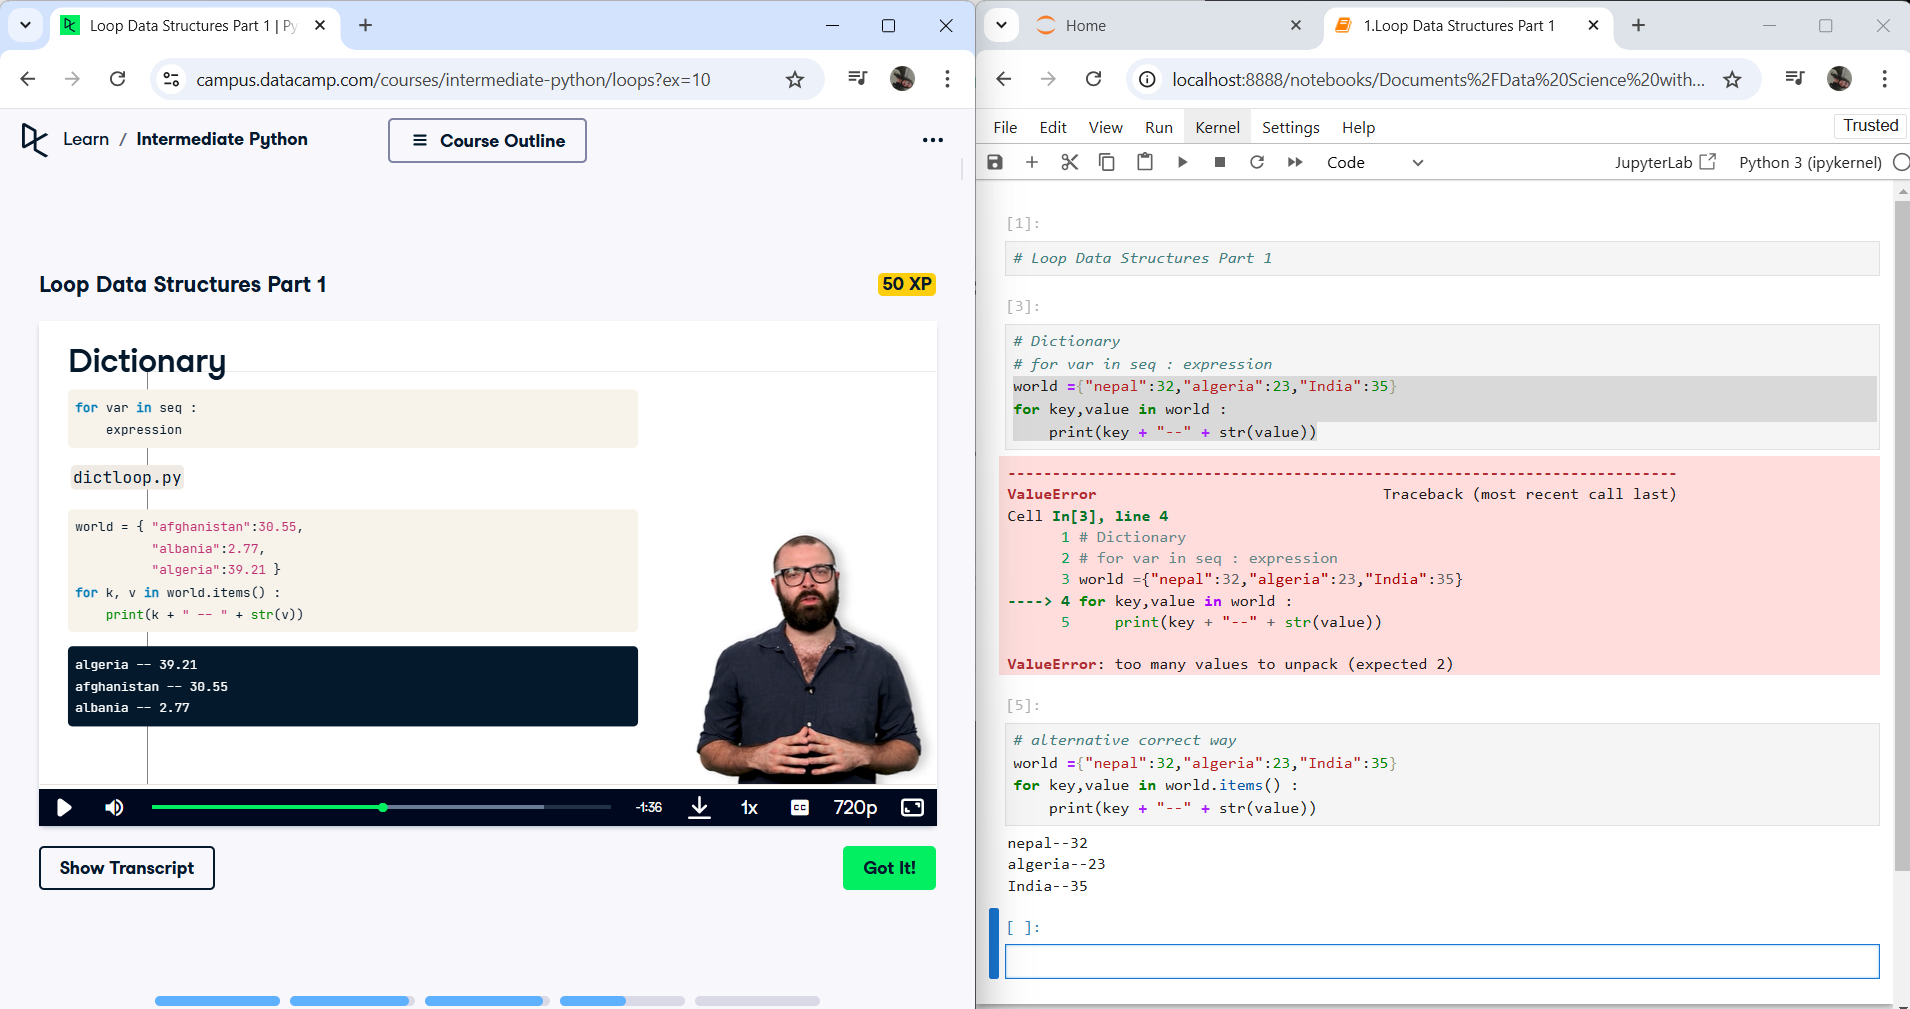 Loop Data Structures Part 1 | Py
campus.datacamp.com/courses/intermediate-python/loops?ex=10
Learn / Intermediate Python
Course Outline
Loop Data Structures Part 1
50 XP
Dictionary
for var in seq :
    expression
dictloop.py
world = { "afghanistan":30.55,
          "albania":2.77,
          "algeria":39.21 }
for k, v in world.items() :
    print(k + " -- " + str(v))
algeria -- 39.21
afghanistan -- 30.55
albania -- 2.77
-1:36
1x
CC
720p
Show Transcript
Got It!
Home
1.Loop Data Structures Part 1
localhost:8888/notebooks/Documents%2FData%20Science%20with...
File Edit View Run Kernel Settings Help
Trusted
Code
JupyterLab
Python 3 (ipykernel)
[1]:
# Loop Data Structures Part 1
[3]:
# Dictionary
# for var in seq : expression
world ={"nepal":32,"algeria":23,"India":35}
for key,value in world :
    print(key + "--" + str(value))
---------------------------------------------------------------------------
ValueError                                Traceback (most recent call last)
Cell In[3], line 4
      1 # Dictionary
      2 # for var in seq : expression
      3 world ={"nepal":32,"algeria":23,"India":35}
----> 4 for key,value in world :
      5     print(key + "--" + str(value))
ValueError: too many values to unpack (expected 2)
[5]:
# alternative correct way
world ={"nepal":32,"algeria":23,"India":35}
for key,value in world.items() :
    print(key + "--" + str(value))
nepal--32
algeria--23
India--35
[ ]: